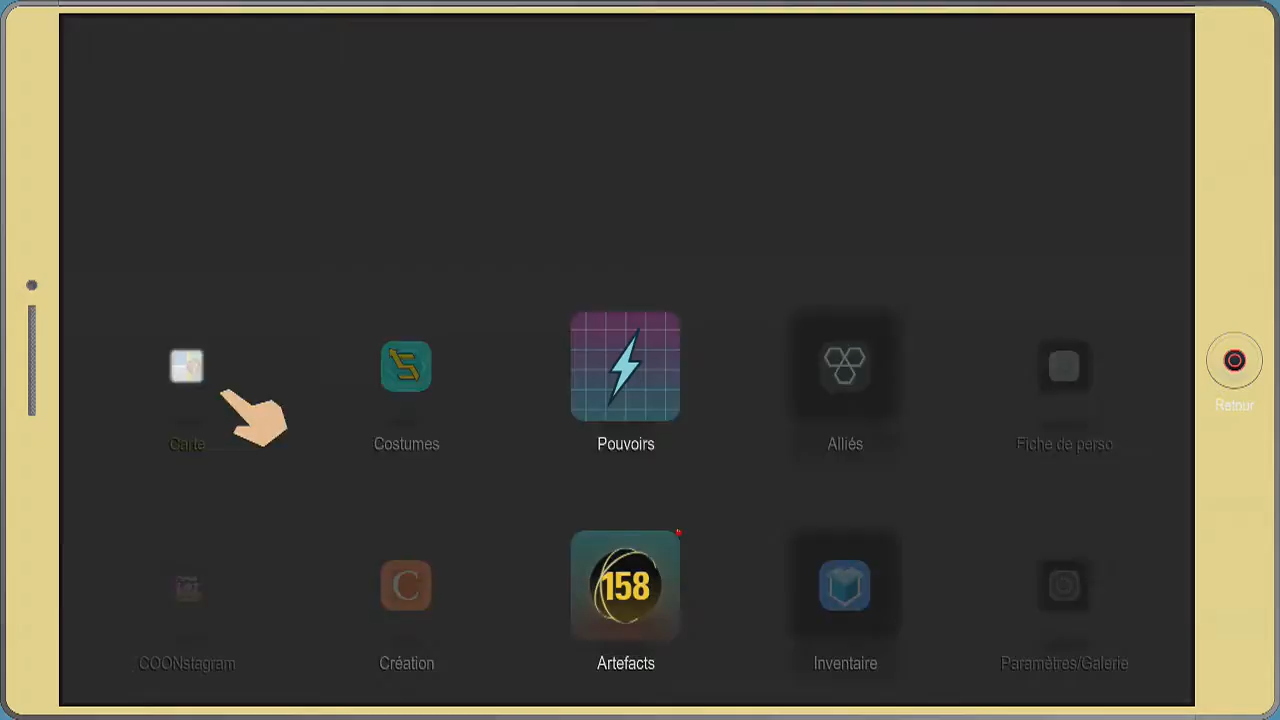 Carte
Costumes
Pouvoirs
Alliés
Fiche de perso
Retour
158
C
COONstagram
Création
Artefacts
Inventaire
Paramètres/Galerie